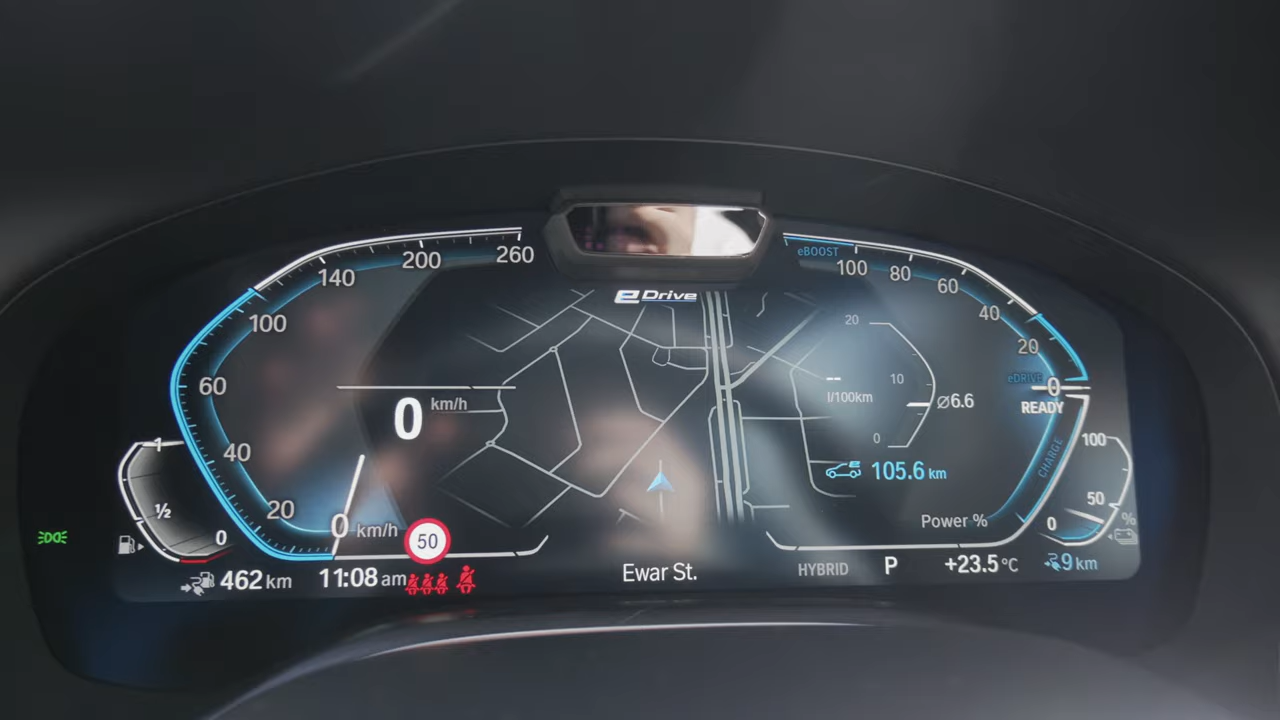 eDrive
260
200
140
100
60
40
20
0 km/h
0 km/h
50
1
½
0
462 km
11:08 am
Ewar St.
eBOOST
100
80
60
40
20
eDRIVE
0
READY
CHARGE
Power %
20
10
0
-- l/100km
Ø6.6
105.6 km
100
50
0
%
HYBRID
P
+23.5 °C
9 km